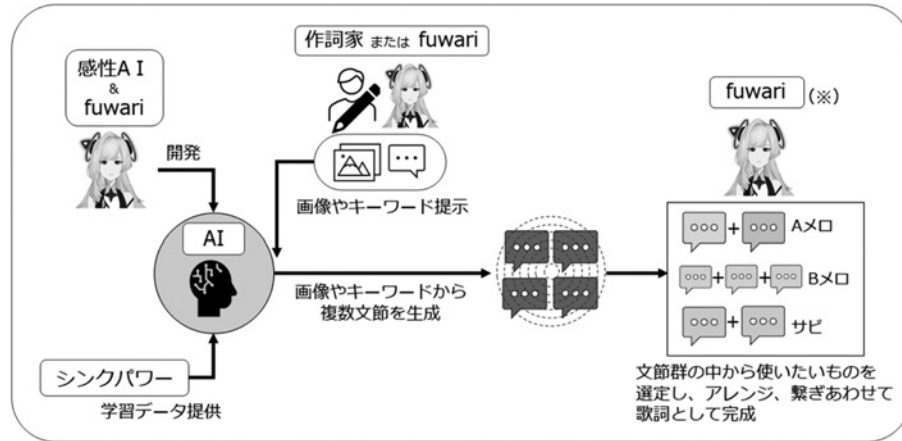 感性AI
&
fuwari
開発
作詞家 または fuwari
画像やキーワード提示
AI
シンクパワー
学習データ提供
画像やキーワードから
複数文節を生成
fuwari (※)
+ Aメロ
+ + Bメロ
+ サビ
文節群の中から使いたいものを
選定し、アレンジ、繋ぎあわせて
歌詞として完成